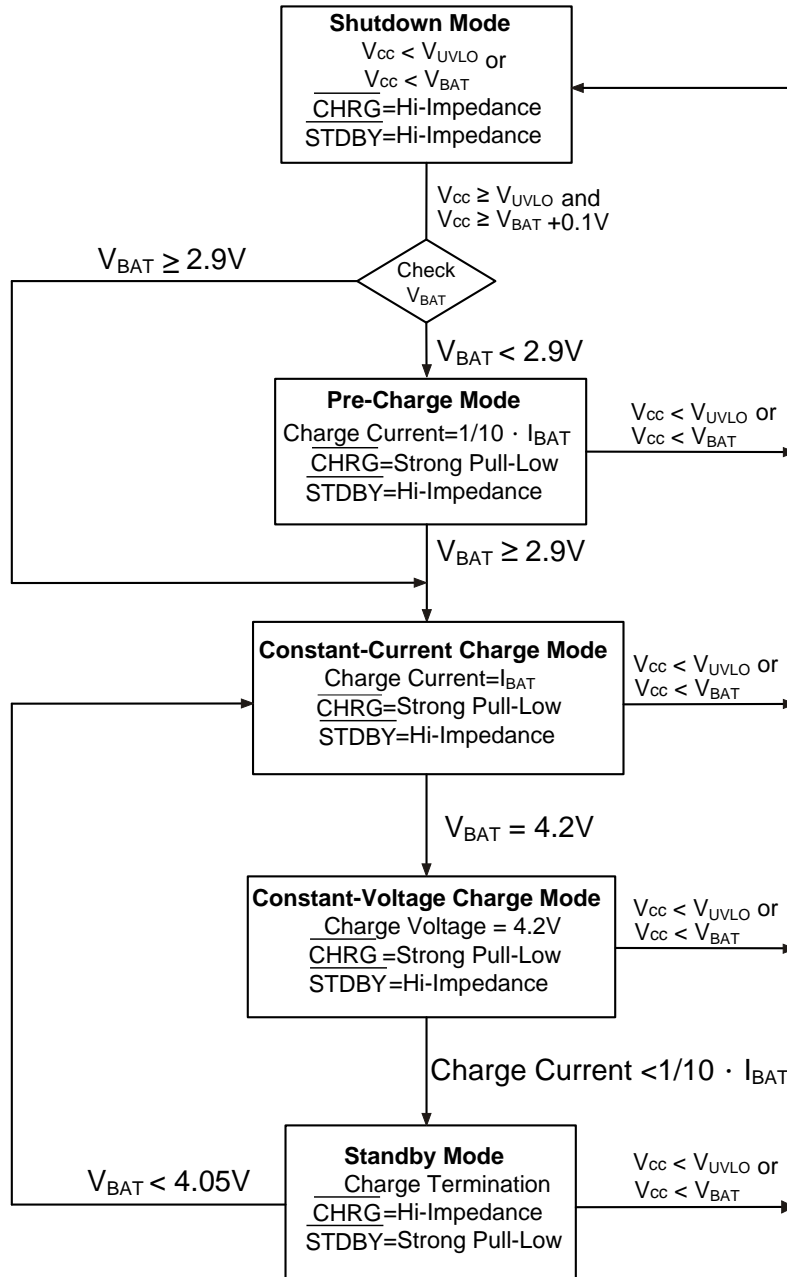 Shutdown Mode
Vcc < VUVLO or
Vcc < VBAT
CHRG=Hi-Impedance
STDBY=Hi-Impedance
Vcc ≥ VUVLO and
Vcc ≥ VBAT +0.1V
VBAT ≥ 2.9V
Check
VBAT
VBAT < 2.9V
Pre-Charge Mode
Charge Current=1/10 · IBAT
CHRG=Strong Pull-Low
STDBY=Hi-Impedance
Vcc < VUVLO or
Vcc < VBAT
VBAT ≥ 2.9V
Constant-Current Charge Mode
Charge Current=IBAT
CHRG=Strong Pull-Low
STDBY=Hi-Impedance
Vcc < VUVLO or
Vcc < VBAT
VBAT = 4.2V
Constant-Voltage Charge Mode
Charge Voltage = 4.2V
CHRG =Strong Pull-Low
STDBY=Hi-Impedance
Vcc < VUVLO or
Vcc < VBAT
Charge Current <1/10 · IBAT
VBAT < 4.05V
Standby Mode
Charge Termination
CHRG=Hi-Impedance
STDBY=Strong Pull-Low
Vcc < VUVLO or
Vcc < VBAT